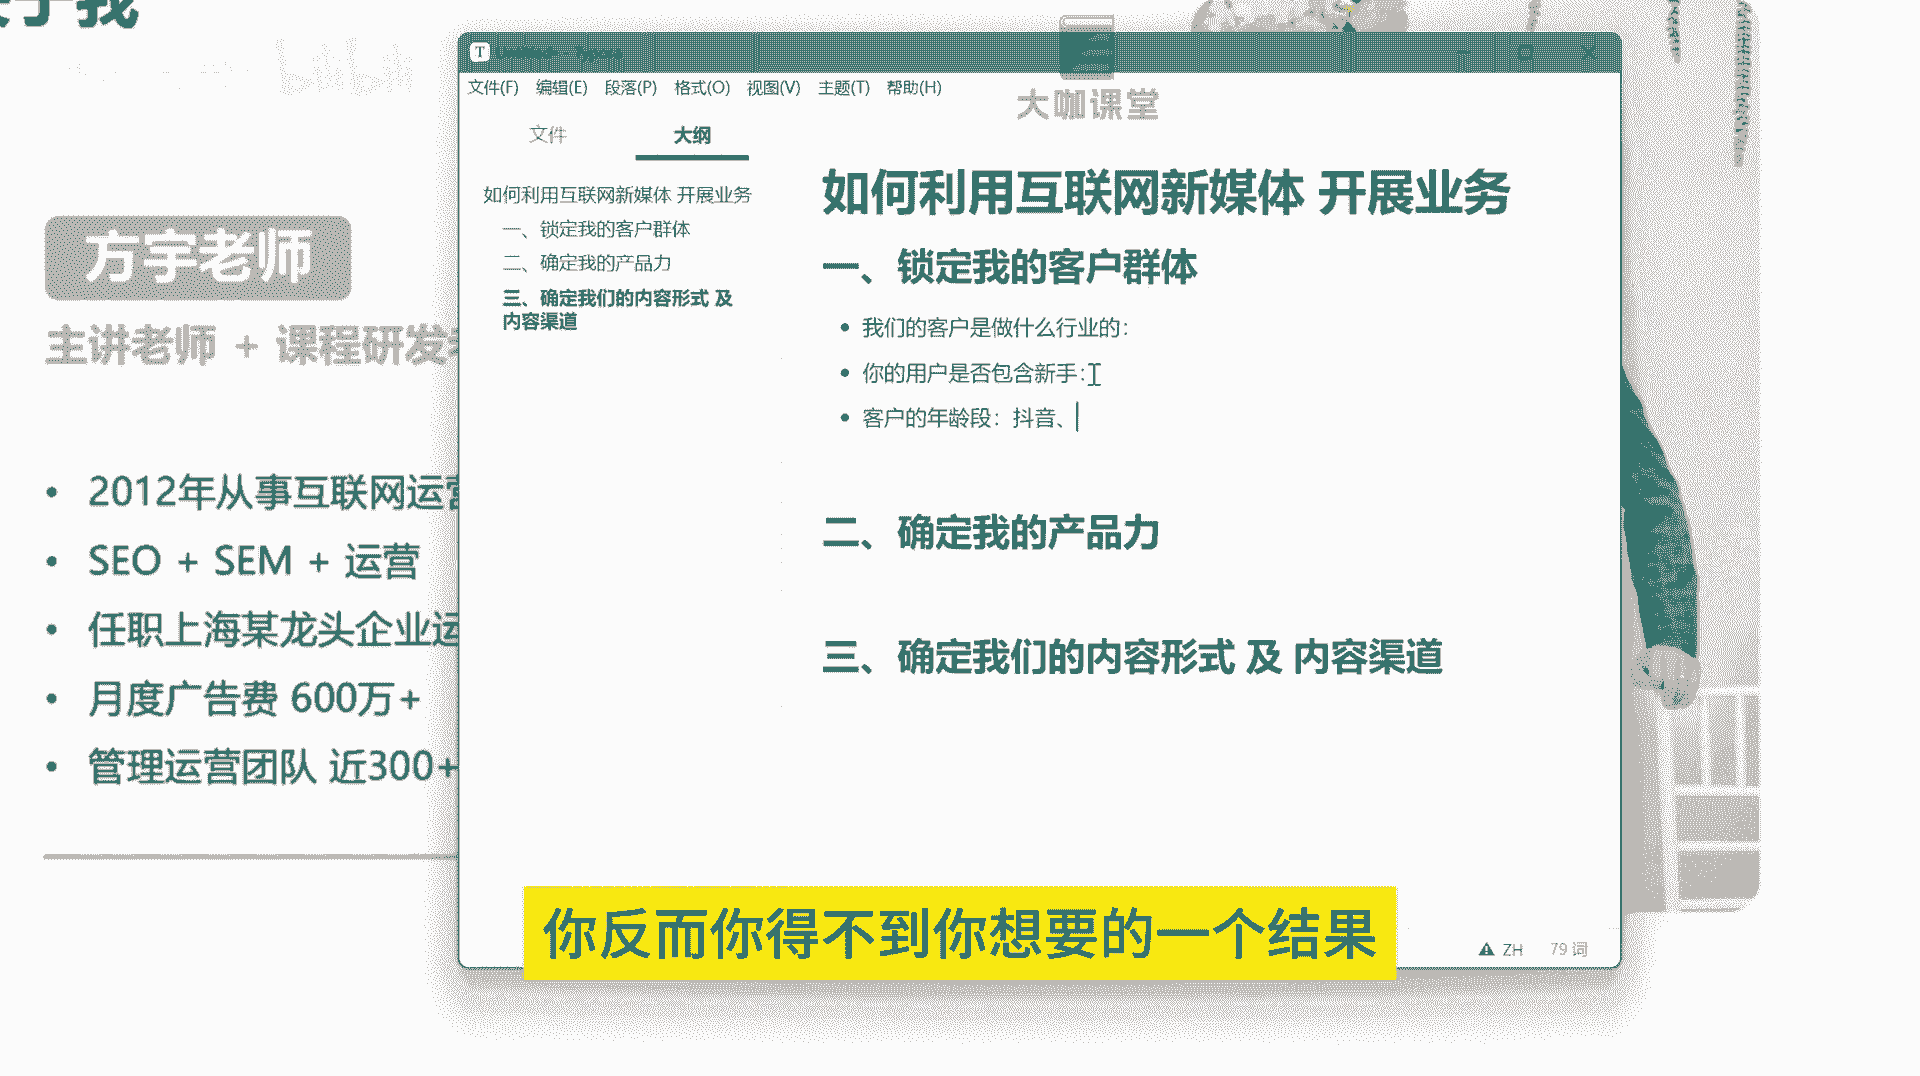 方宇老师
主讲老师 + 课程研发
2012年从事互联网运营
SEO + SEM + 运营
任职上海某龙头企业运
月度广告费 600万+
管理运营团队 近300+
bilibili
T
文件(F) 编辑(E) 段落(P) 格式(O) 视图(V) 主题(T) 帮助(H)
大咖课堂
文件 大纲
如何利用互联网新媒体 开展业务
一、锁定我的客户群体
二、确定我的产品力
三、确定我们的内容形式 及
内容渠道
如何利用互联网新媒体 开展业务
一、锁定我的客户群体
我们的客户是做什么行业的：
你的用户是否包含新手：
客户的年龄段：抖音、
二、确定我的产品力
三、确定我们的内容形式 及 内容渠道
你反而你得不到你想要的一个结果
ZH 79 词